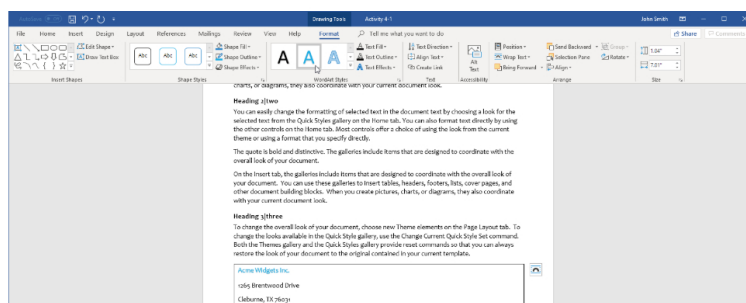 Drawing Tools
Activity 4-1
John Smith
File Home Insert Design Layout References Mailings Review View Help Format Tell me what you want to do
Share Comments
Edit Shape
Draw Text Box
Abc Abc Abc
Shape Fill
Shape Outline
Shape Effects
A A A
Text Fill
Text Outline
Text Effects
Text Direction
Align Text
Create Link
Alt Text
Position
Wrap Text
Bring Forward
Send Backward
Selection Pane
Align
Group
Rotate
1.04"
7.01"
Insert Shapes Shape Styles WordArt Styles Text Accessibility Arrange Size
charts, or diagrams, they also coordinate with your current document look.
Heading 2|two
You can easily change the formatting of selected text in the document text by choosing a look for the
selected text from the Quick Styles gallery on the Home tab. You can also format text directly by using
the other controls on the Home tab. Most controls offer a choice of using the look from the current
theme or using a format that you specify directly.
The quote is bold and distinctive. The galleries include items that are designed to coordinate with the
overall look of your document.
On the Insert tab, the galleries include items that are designed to coordinate with the overall look of
your document. You can use these galleries to insert tables, headers, footers, lists, cover pages, and
other document building blocks. When you create pictures, charts, or diagrams, they also coordinate
with your current document look.
Heading 3|three
To change the overall look of your document, choose new Theme elements on the Page Layout tab. To
change the looks available in the Quick Style gallery, use the Change Current Quick Style Set command.
Both the Themes gallery and the Quick Styles gallery provide reset commands so that you can always
restore the look of your document to the original contained in your current template.
Acme Widgets Inc.
1265 Brentwood Drive
Cleburne, TX 76031